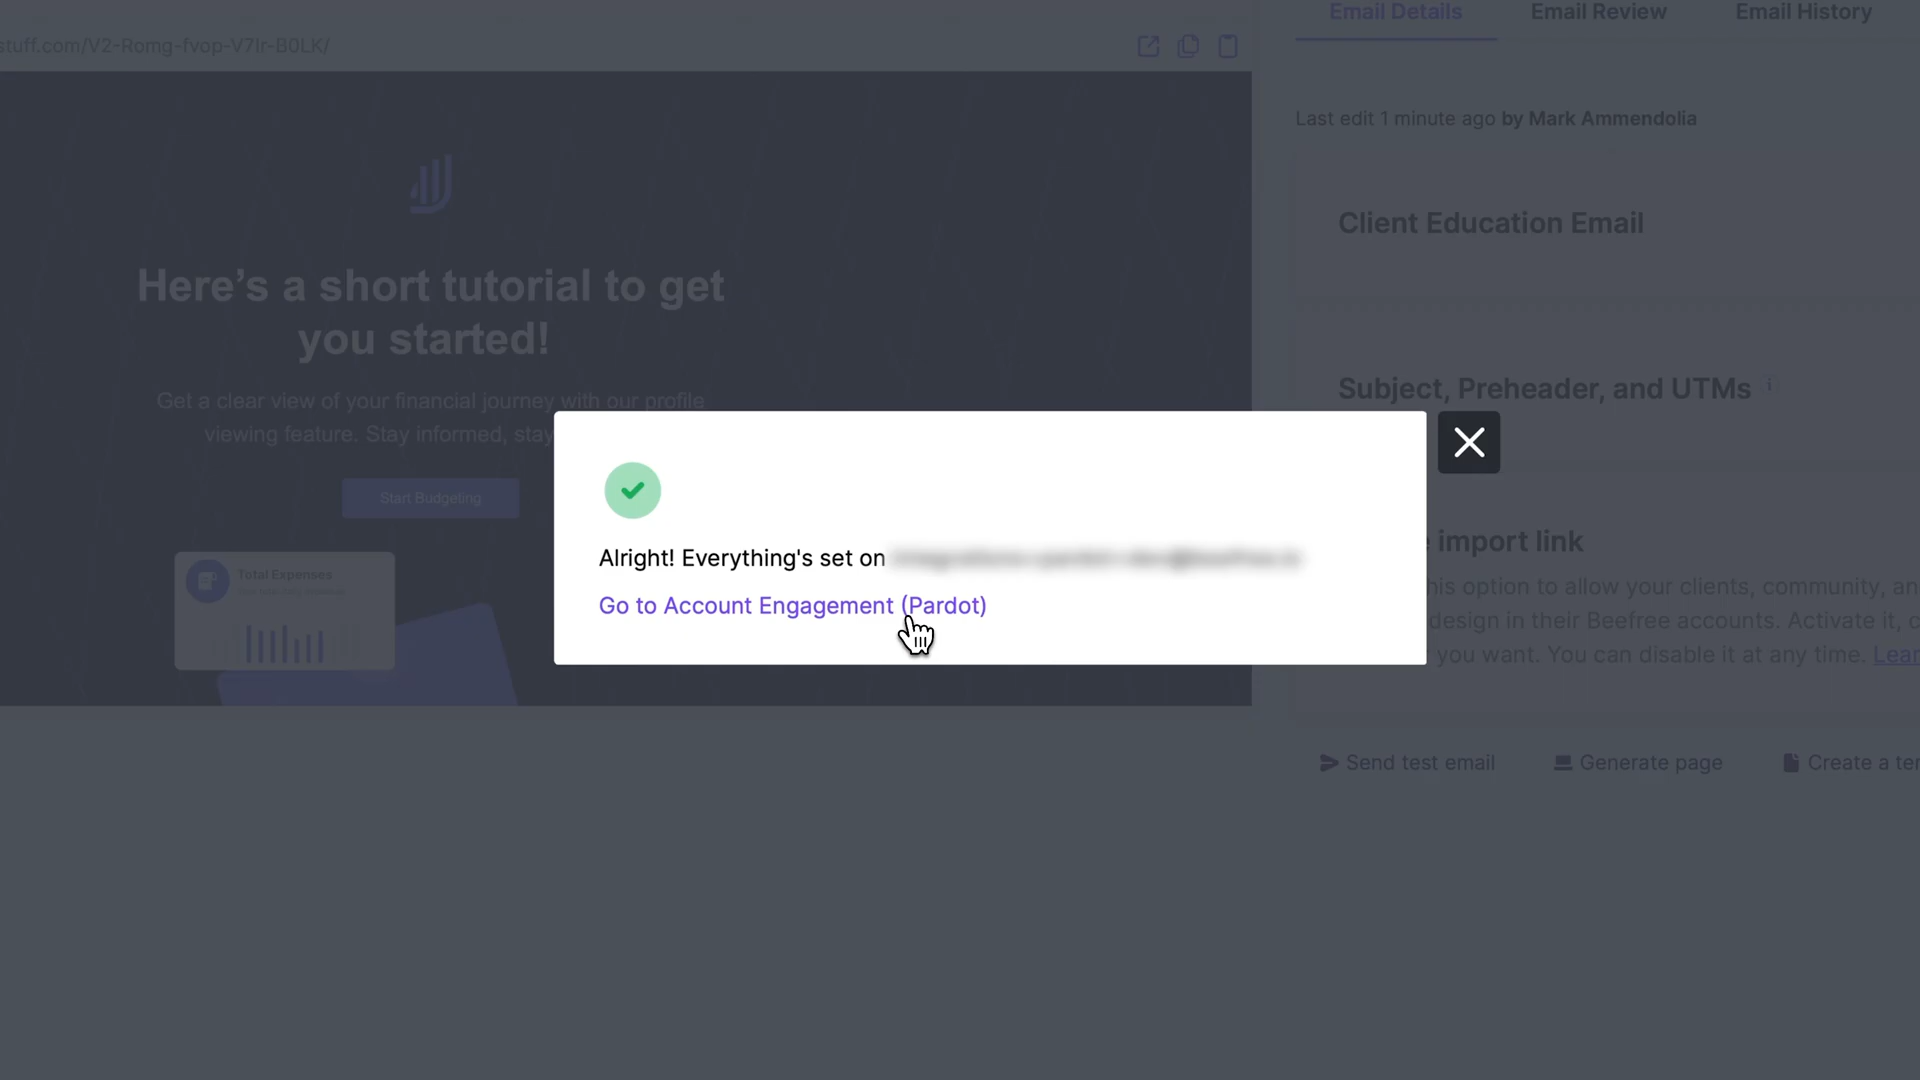 Email Details
Email Review
Email History
stuff.com/V2-Romg-fvop-V7Ir-B0LK/
Last edit 1 minute ago by Mark Ammendolia
Client Education Email
Here's a short tutorial to get
you started!
Subject, Preheader, and UTMs
Get a clear view of your financial journey with our profile
viewing feature. Stay informed, stay
Start Budgeting
Alright! Everything's set on
Go to Account Engagement (Pardot)
import link
this option to allow your clients, community, an
design in their Beefree accounts. Activate it, c
you want. You can disable it at any time. Lear
Total Expenses
Send test email
Generate page
Create a te